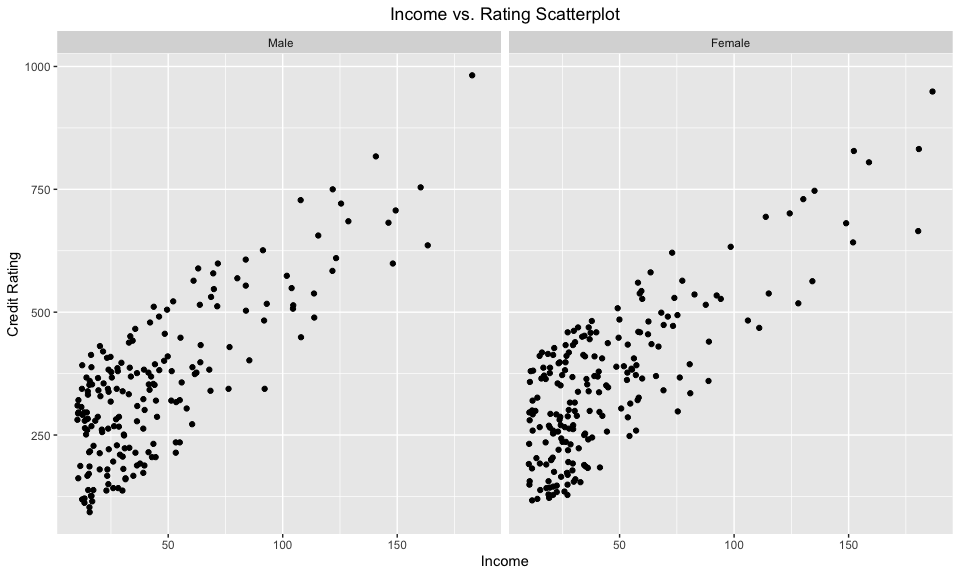 Income vs. Rating Scatterplot
Male Female
1000
750
500
250
Credit Rating
50 100 150 50 100 150
Income